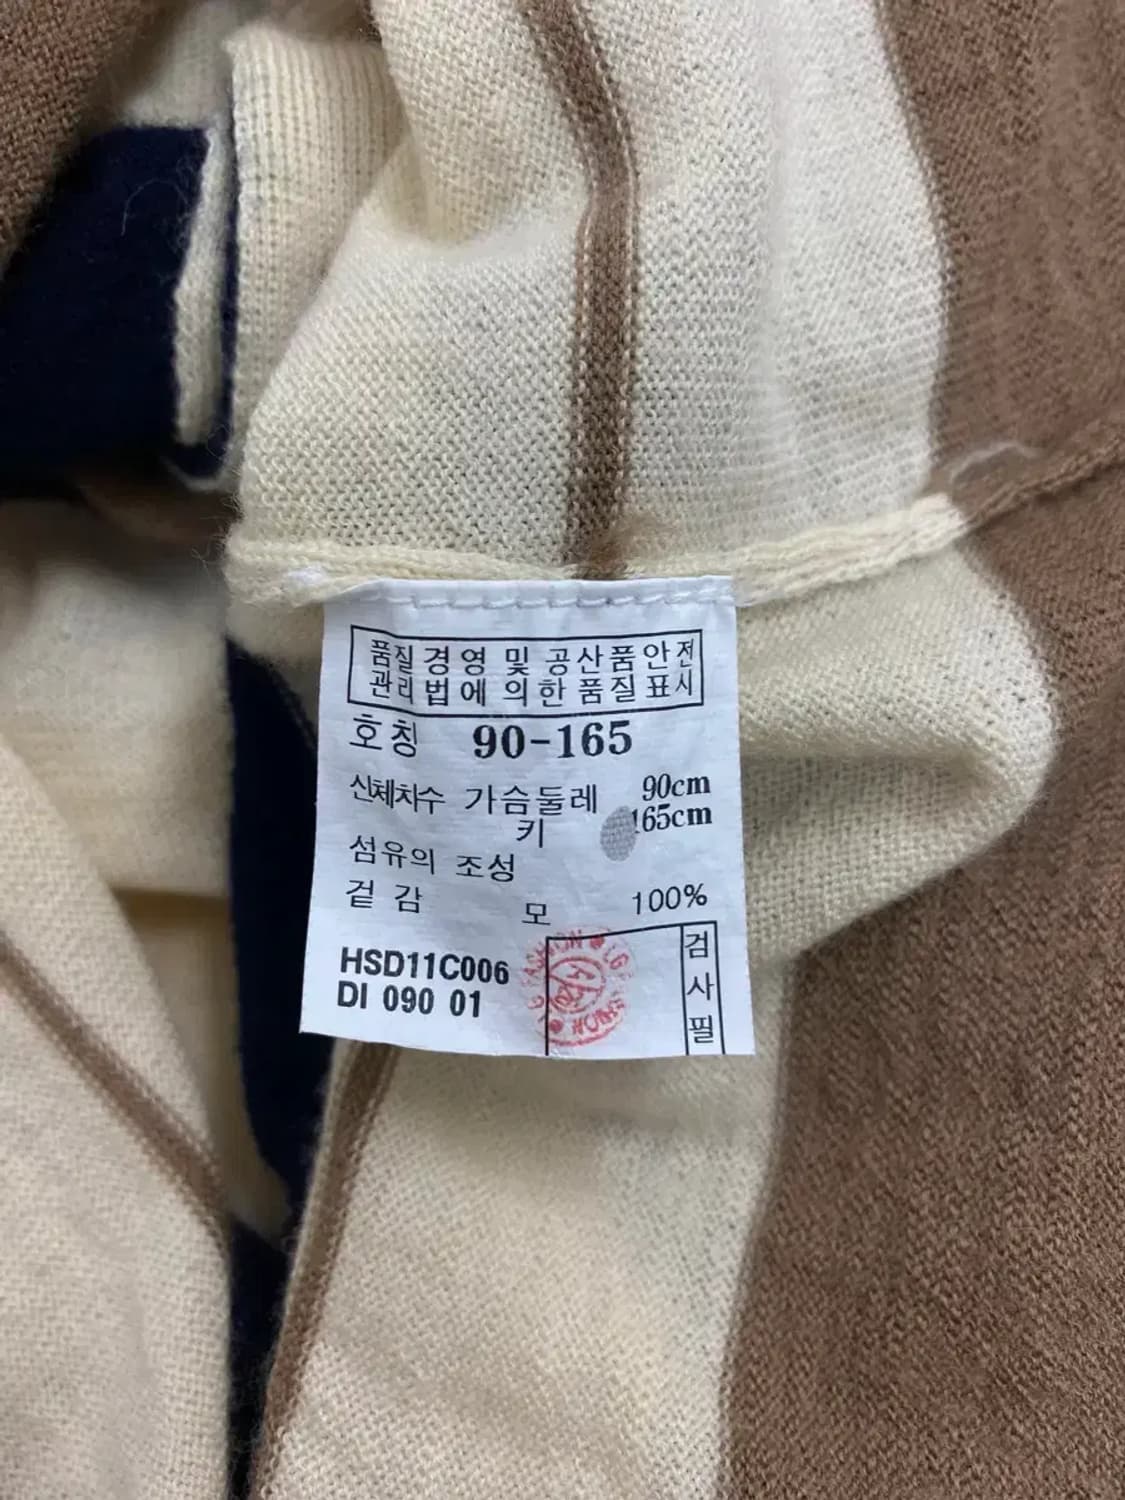 품질경영 및 공산품안전
관리법에 의한 품질표시
호칭 90-165
신체치수 가슴둘레 90cm
키 165cm
섬유의 조성
겉감 모 100%
HSD11C006
DI 090 01
검사필
LG FASHION